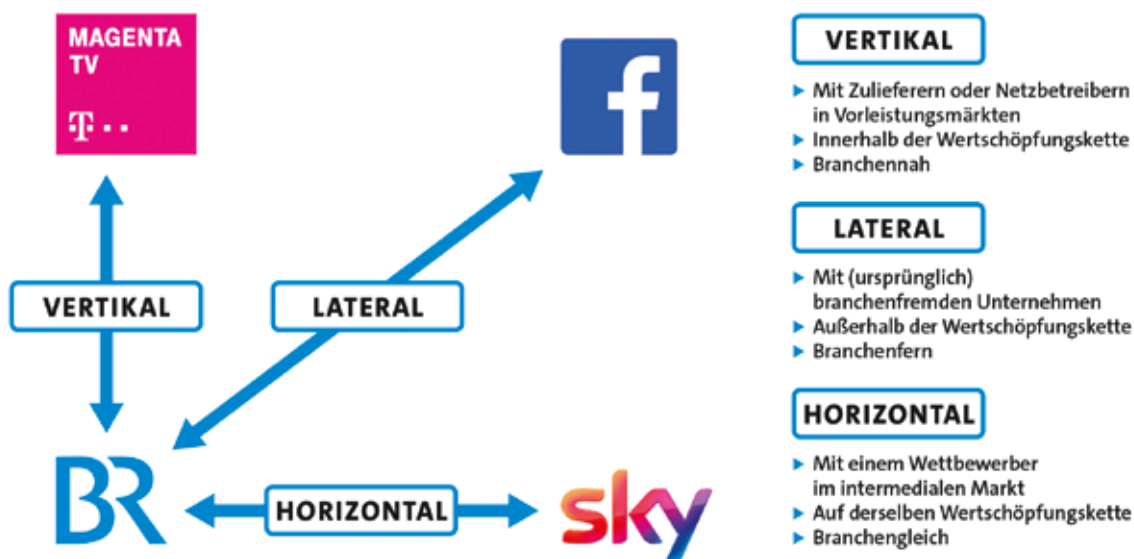 MAGENTA
TV
T··
f
VERTIKAL
LATERAL
BR
HORIZONTAL
sky
VERTIKAL
▶ Mit Zulieferern oder Netzbetreibern
in Vorleistungsmärkten
▶ Innerhalb der Wertschöpfungskette
▶ Branchennah
LATERAL
▶ Mit (ursprünglich)
branchenfremden Unternehmen
▶ Außerhalb der Wertschöpfungskette
▶ Branchenfern
HORIZONTAL
▶ Mit einem Wettbewerber
im intermedialen Markt
▶ Auf derselben Wertschöpfungskette
▶ Branchengleich